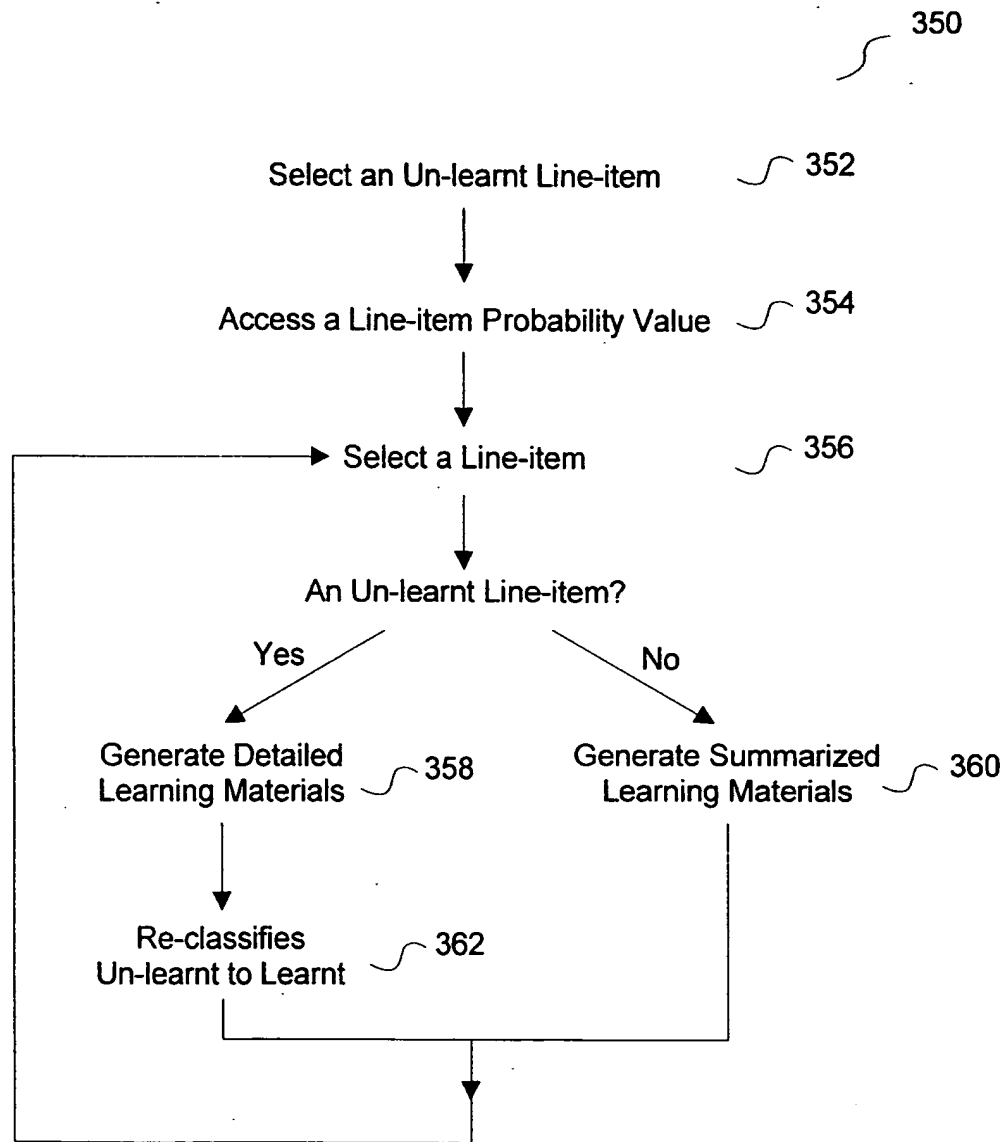 350
Select an Un-learnt Line-item 352
Access a Line-item Probability Value 354
Select a Line-item 356
An Un-learnt Line-item?
Yes No
Generate Detailed
Learning Materials 358
Generate Summarized
Learning Materials 360
Re-classifies
Un-learnt to Learnt 362